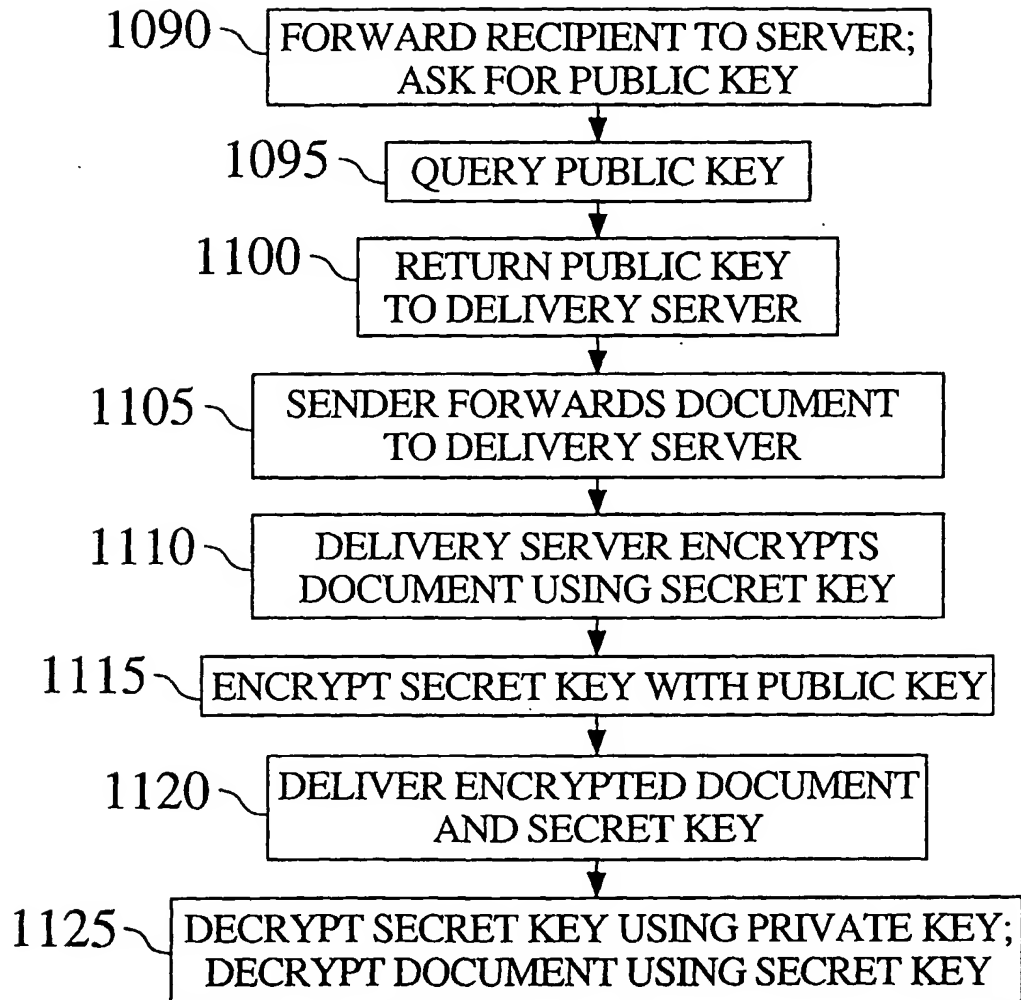 1090 FORWARD RECIPIENT TO SERVER;
ASK FOR PUBLIC KEY
1095 QUERY PUBLIC KEY
1100 RETURN PUBLIC KEY
TO DELIVERY SERVER
1105 SENDER FORWARDS DOCUMENT
TO DELIVERY SERVER
1110 DELIVERY SERVER ENCRYPTS
DOCUMENT USING SECRET KEY
1115 ENCRYPT SECRET KEY WITH PUBLIC KEY
1120 DELIVER ENCRYPTED DOCUMENT
AND SECRET KEY
1125 DECRYPT SECRET KEY USING PRIVATE KEY;
DECRYPT DOCUMENT USING SECRET KEY